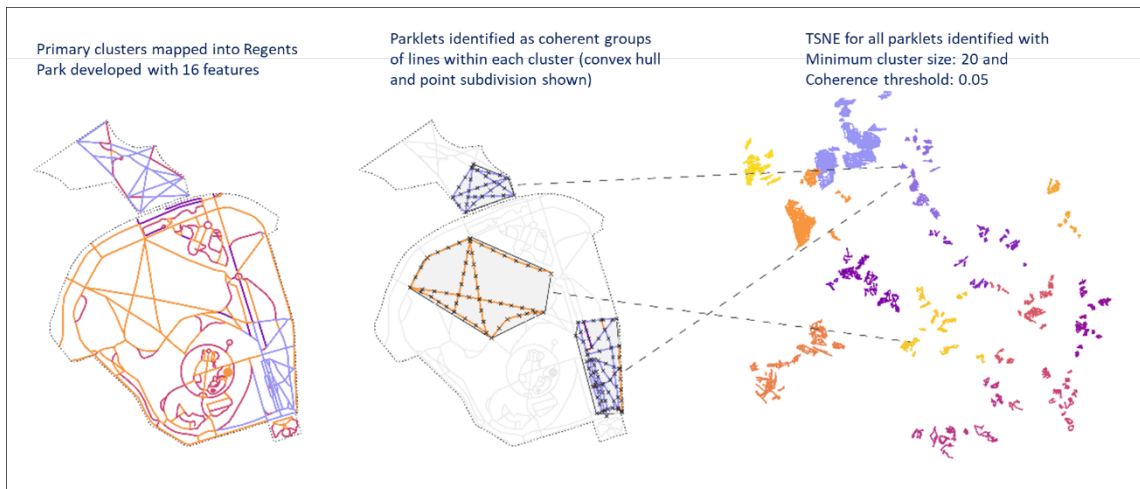 Primary clusters mapped into Regents
Park developed with 16 features
Parklets identified as coherent groups
of lines within each cluster (convex hull
and point subdivision shown)
TSNE for all parklets identified with
Minimum cluster size: 20 and
Coherence threshold: 0.05